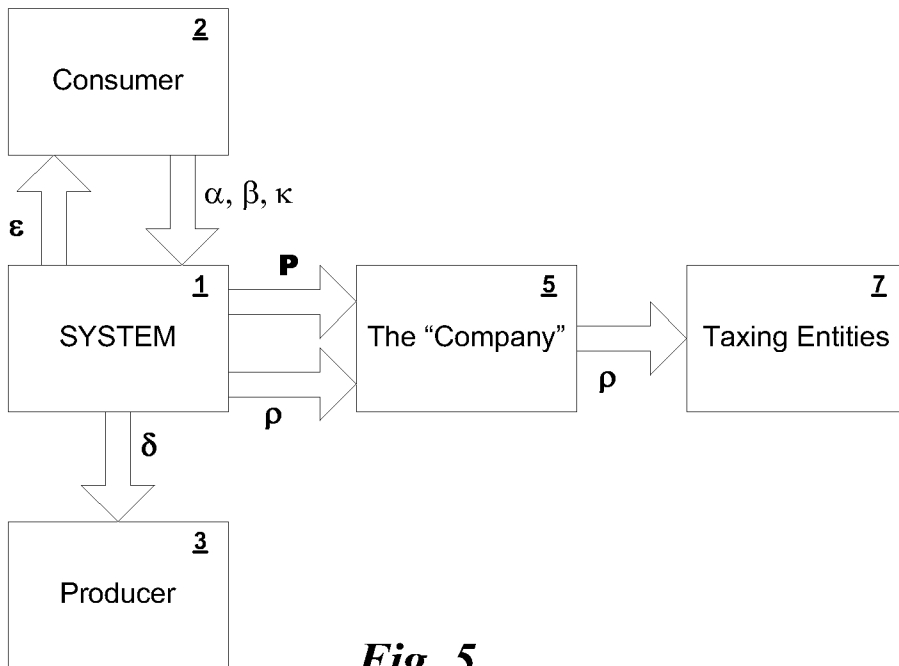 2
Consumer
ε
α, β, κ
1
SYSTEM
P
ρ
5
The “Company”
ρ
7
Taxing Entities
δ
3
Producer
Fig. 5